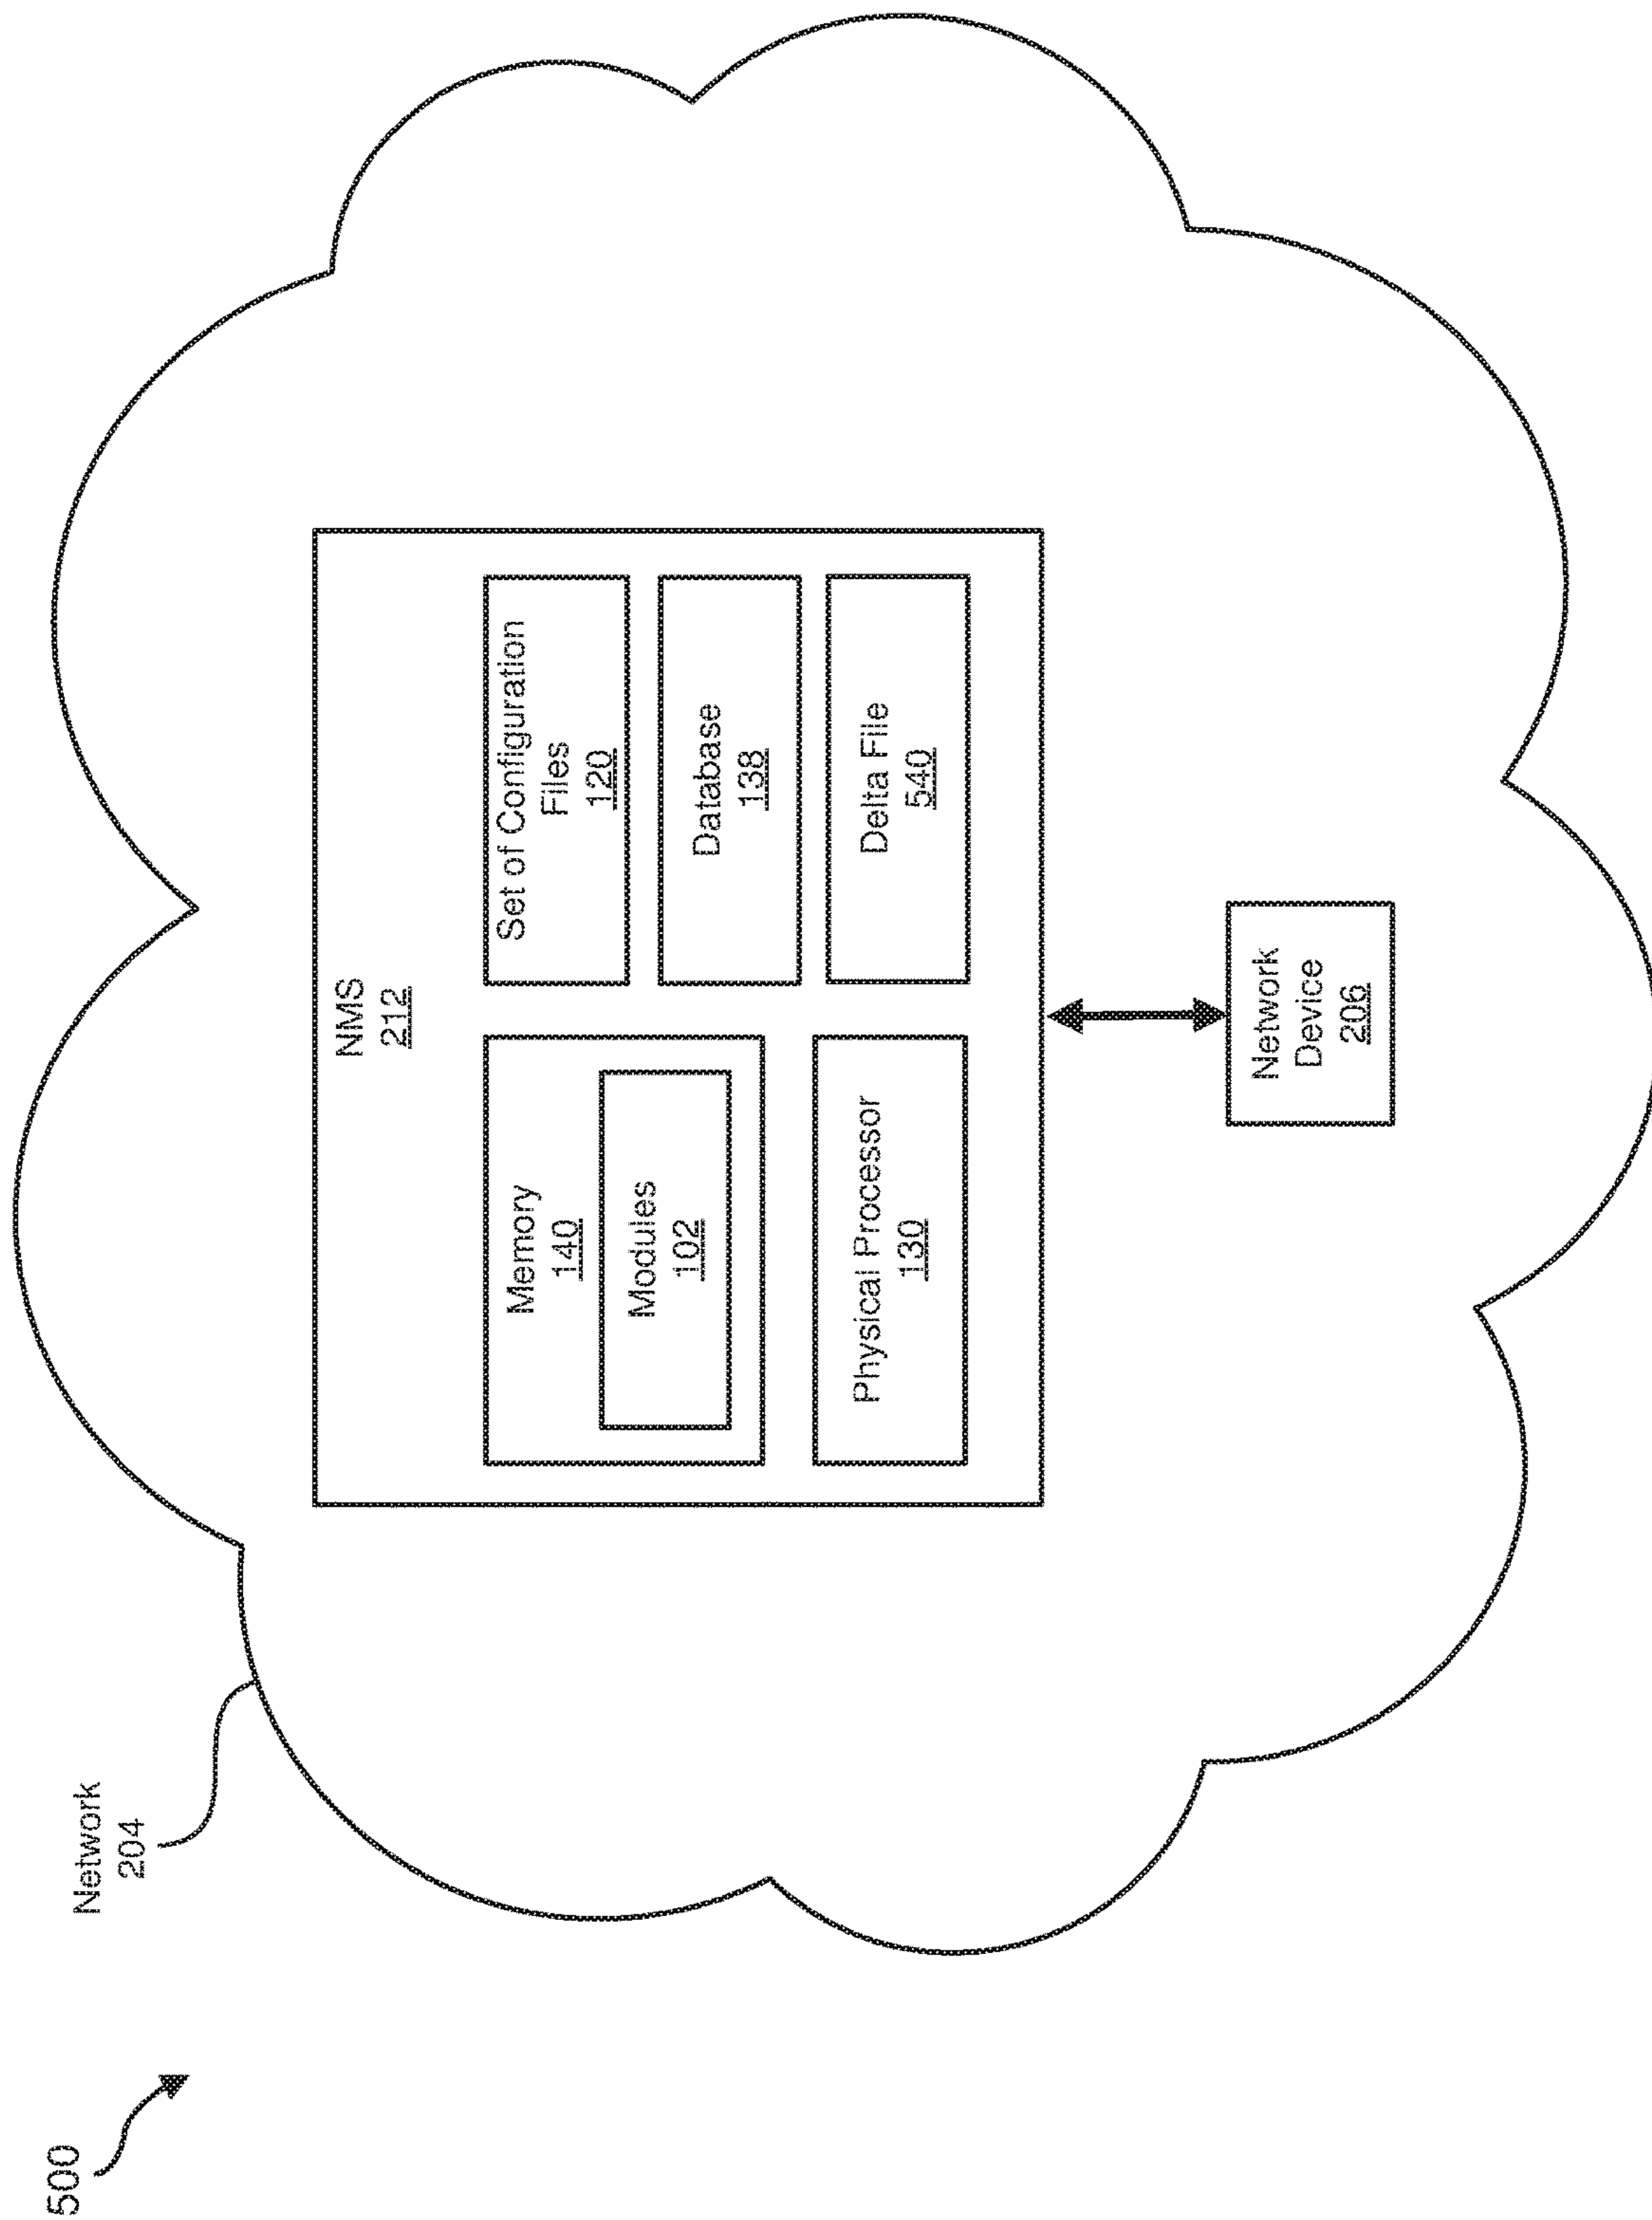 500
Network
204
NMS
212
Memory
140
Modules
102
Physical Processor
130
Set of Configuration
Files
120
Database
138
Delta File
540
Network
Device
206